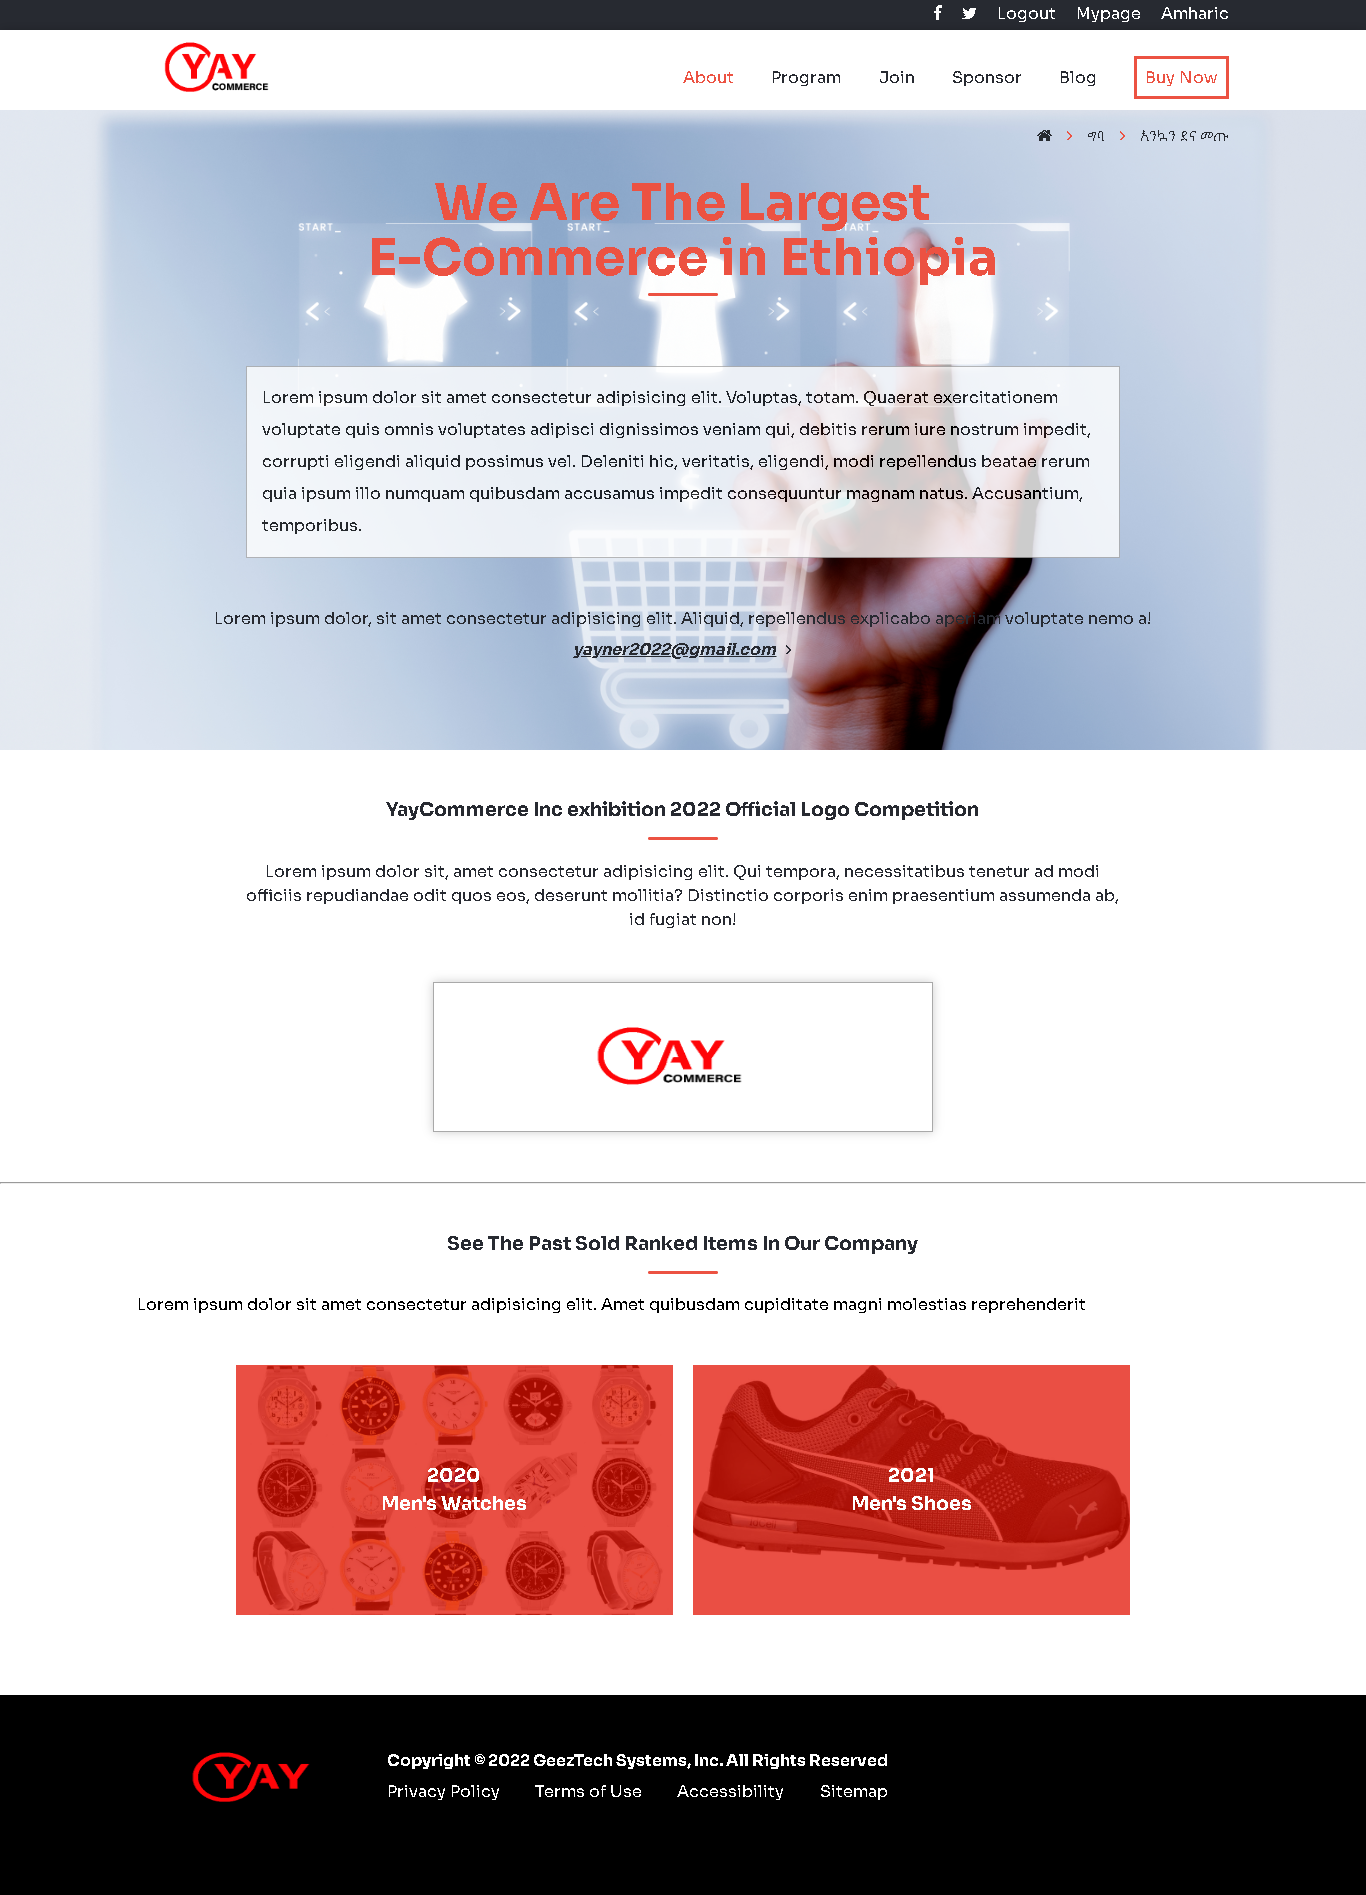 Logout Mypage Amharic
YAY
COMMERCE
About Program Join Sponsor Blog Buy Now
ግባ እንኳን ደና መጡ
We Are The Largest
E-Commerce in Ethiopia
START_ START_ START_
Lorem ipsum dolor sit amet consectetur adipisicing elit. Voluptas, totam. Quaerat exercitationem
voluptate quis omnis voluptates adipisci dignissimos veniam qui, debitis rerum iure nostrum impedit,
corrupti eligendi aliquid possimus vel. Deleniti hic, veritatis, eligendi, modi repellendus beatae rerum
quia ipsum illo numquam quibusdam accusamus impedit consequuntur magnam natus. Accusantium,
temporibus.
Lorem ipsum dolor, sit amet consectetur adipisicing elit. Aliquid, repellendus explicabo aperiam voluptate nemo a!
yayner2022@gmail.com
YayCommerce Inc exhibition 2022 Official Logo Competition
Lorem ipsum dolor sit, amet consectetur adipisicing elit. Qui tempora, necessitatibus tenetur ad modi
officiis repudiandae odit quos eos, deserunt mollitia? Distinctio corporis enim praesentium assumenda ab,
id fugiat non!
YAY
COMMERCE
See The Past Sold Ranked Items In Our Company
Lorem ipsum dolor sit amet consectetur adipisicing elit. Amet quibusdam cupiditate magni molestias reprehenderit
2020
Men's Watches
2021
Men's Shoes
YAY
Copyright © 2022 GeezTech Systems, Inc. All Rights Reserved
Privacy Policy Terms of Use Accessibility Sitemap